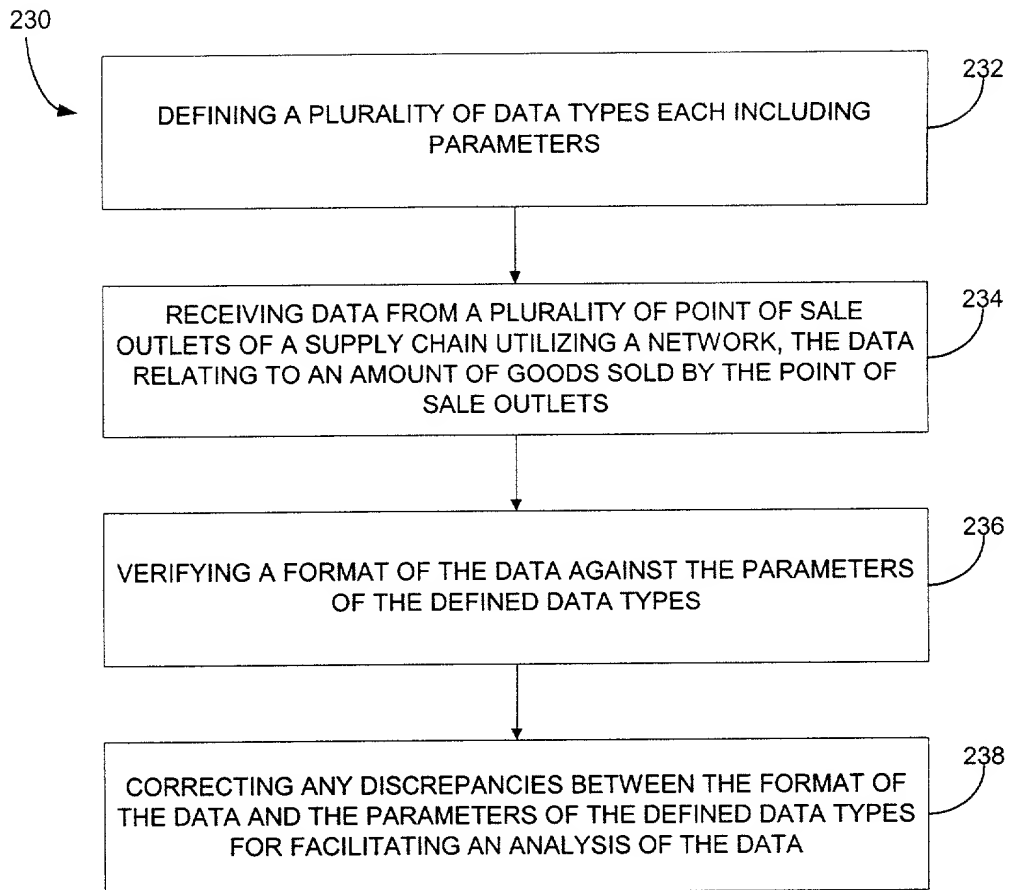 230
232
DEFINING A PLURALITY OF DATA TYPES EACH INCLUDING
PARAMETERS
234
RECEIVING DATA FROM A PLURALITY OF POINT OF SALE
OUTLETS OF A SUPPLY CHAIN UTILIZING A NETWORK, THE DATA
RELATING TO AN AMOUNT OF GOODS SOLD BY THE POINT OF
SALE OUTLETS
236
VERIFYING A FORMAT OF THE DATA AGAINST THE PARAMETERS
OF THE DEFINED DATA TYPES
238
CORRECTING ANY DISCREPANCIES BETWEEN THE FORMAT OF
THE DATA AND THE PARAMETERS OF THE DEFINED DATA TYPES
FOR FACILITATING AN ANALYSIS OF THE DATA